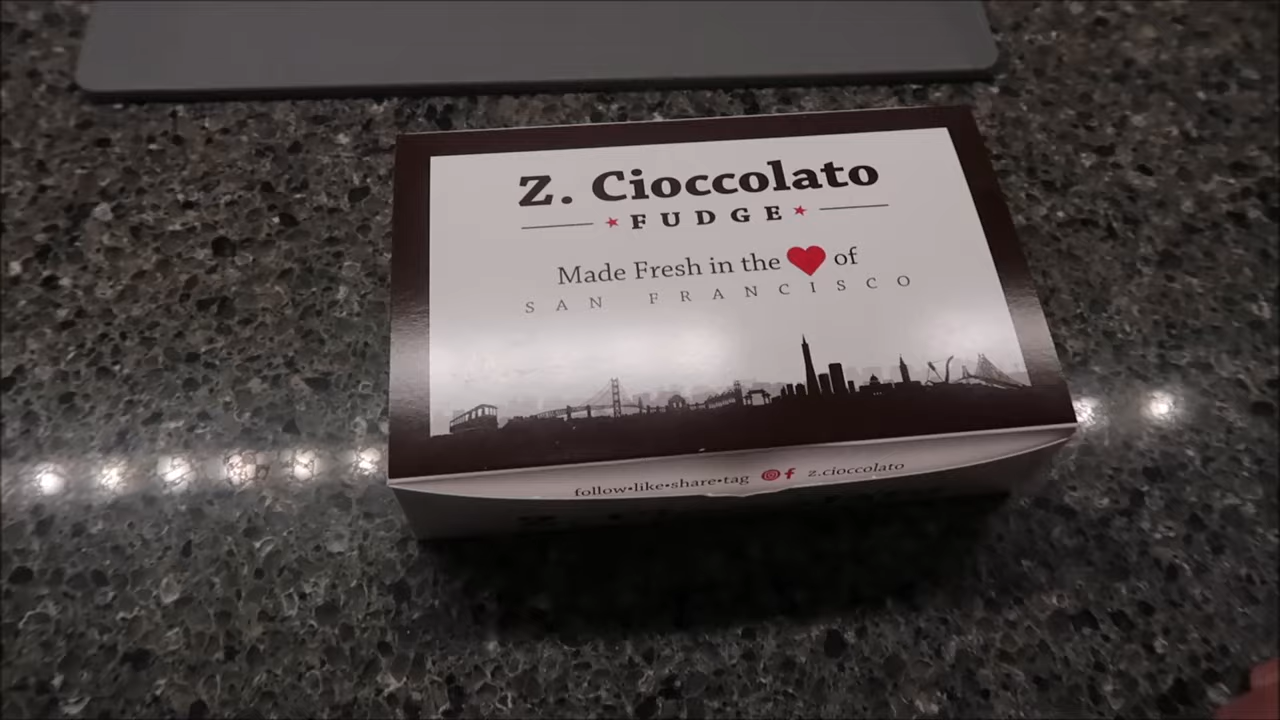 Z. Cioccolato
FUDGE
Made Fresh in the ❤ of
SAN FRANCISCO
follow•like•share•tag z.cioccolato